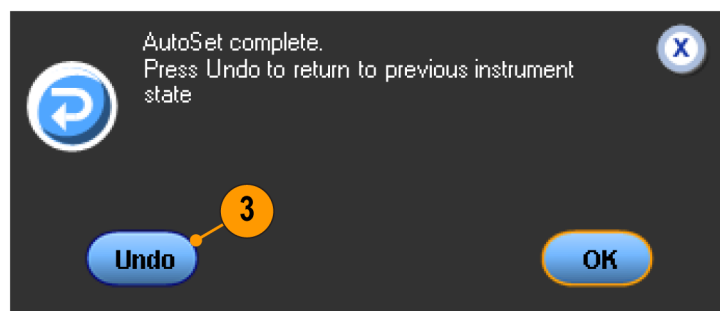 AutoSet complete.
Press Undo to return to previous instrument
state
X
3
Undo
OK